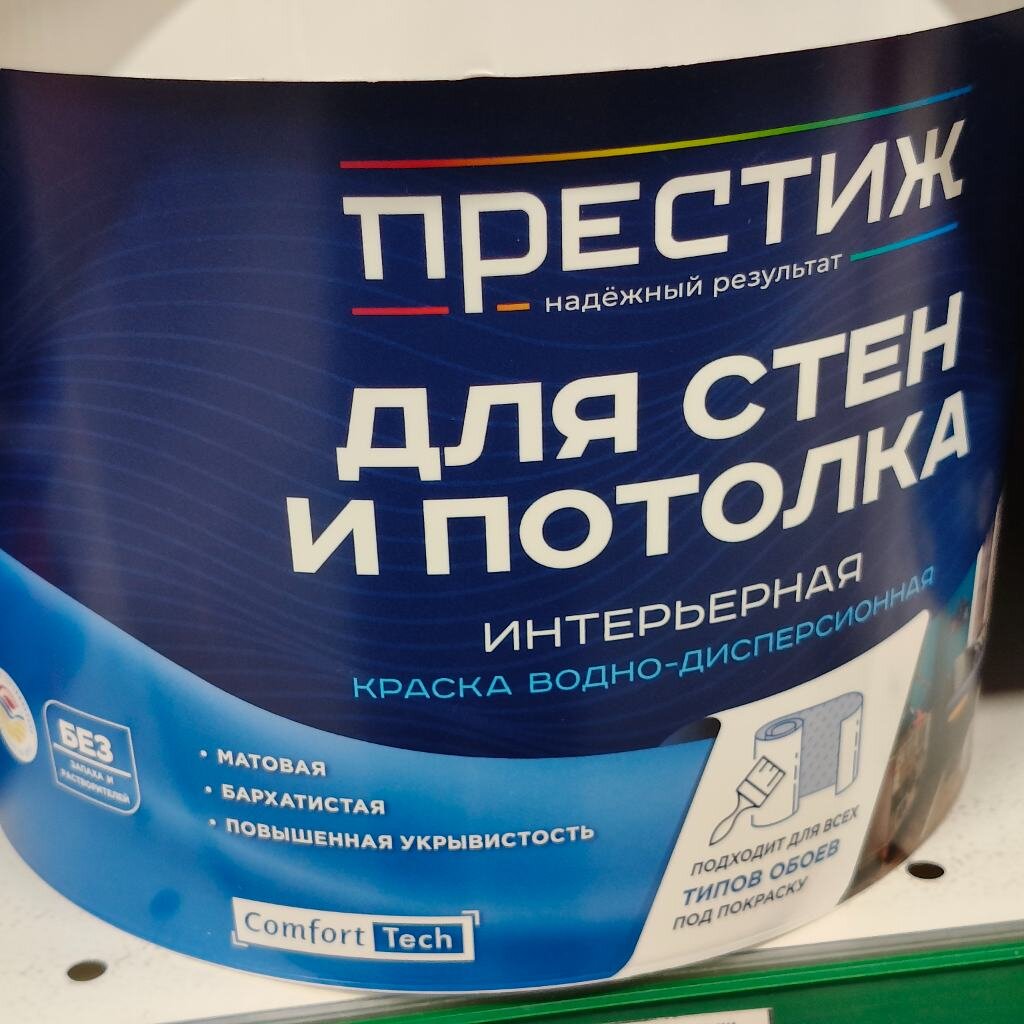 ПРЕСТИЖ
надёжный результат
ДЛЯ СТЕН
И ПОТОЛКА
ИНТЕРЬЕРНАЯ
КРАСКА ВОДНО-ДИСПЕРСИОННАЯ
БЕЗ
ЗАПАХА И
РАСТВОРИТЕЛЕЙ
• МАТОВАЯ
• БАРХАТИСТАЯ
• ПОВЫШЕННАЯ УКРЫВИСТОСТЬ
Comfort Tech
ПОДХОДИТ ДЛЯ ВСЕХ
ТИПОВ ОБОЕВ
ПОД ПОКРАСКУ